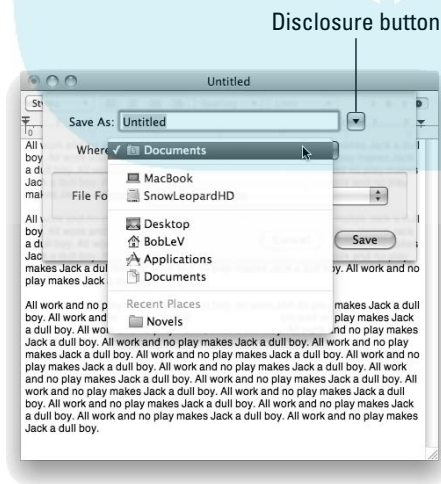 Disclosure button
Untitled
Save As: Untitled
Where
✓ Documents
MacBook
SnowLeopardHD
File Fo
Desktop
BobLeV
Applications
Documents
Recent Places
Novels
Save
All
boy
a du
All w
boy
a du
makes Jack a dul y. All work and no
play makes Jack
All work and no p makes Jack a dull
boy. All work and play makes Jack
a dull boy. All wor nd no play makes
Jack a dull boy. All work and no play makes Jack a dull boy. All work and no play
makes Jack a dull boy. All work and no play makes Jack a dull boy. All work and no
play makes Jack a dull boy. All work and no play makes Jack a dull boy. All work
and no play makes Jack a dull boy. All work and no play makes Jack a dull boy. All
work and no play makes Jack a dull boy. All work and no play makes Jack a dull
boy. All work and no play makes Jack a dull boy. All work and no play makes Jack
a dull boy. All work and no play makes Jack a dull boy. All work and no play makes
Jack a dull boy.